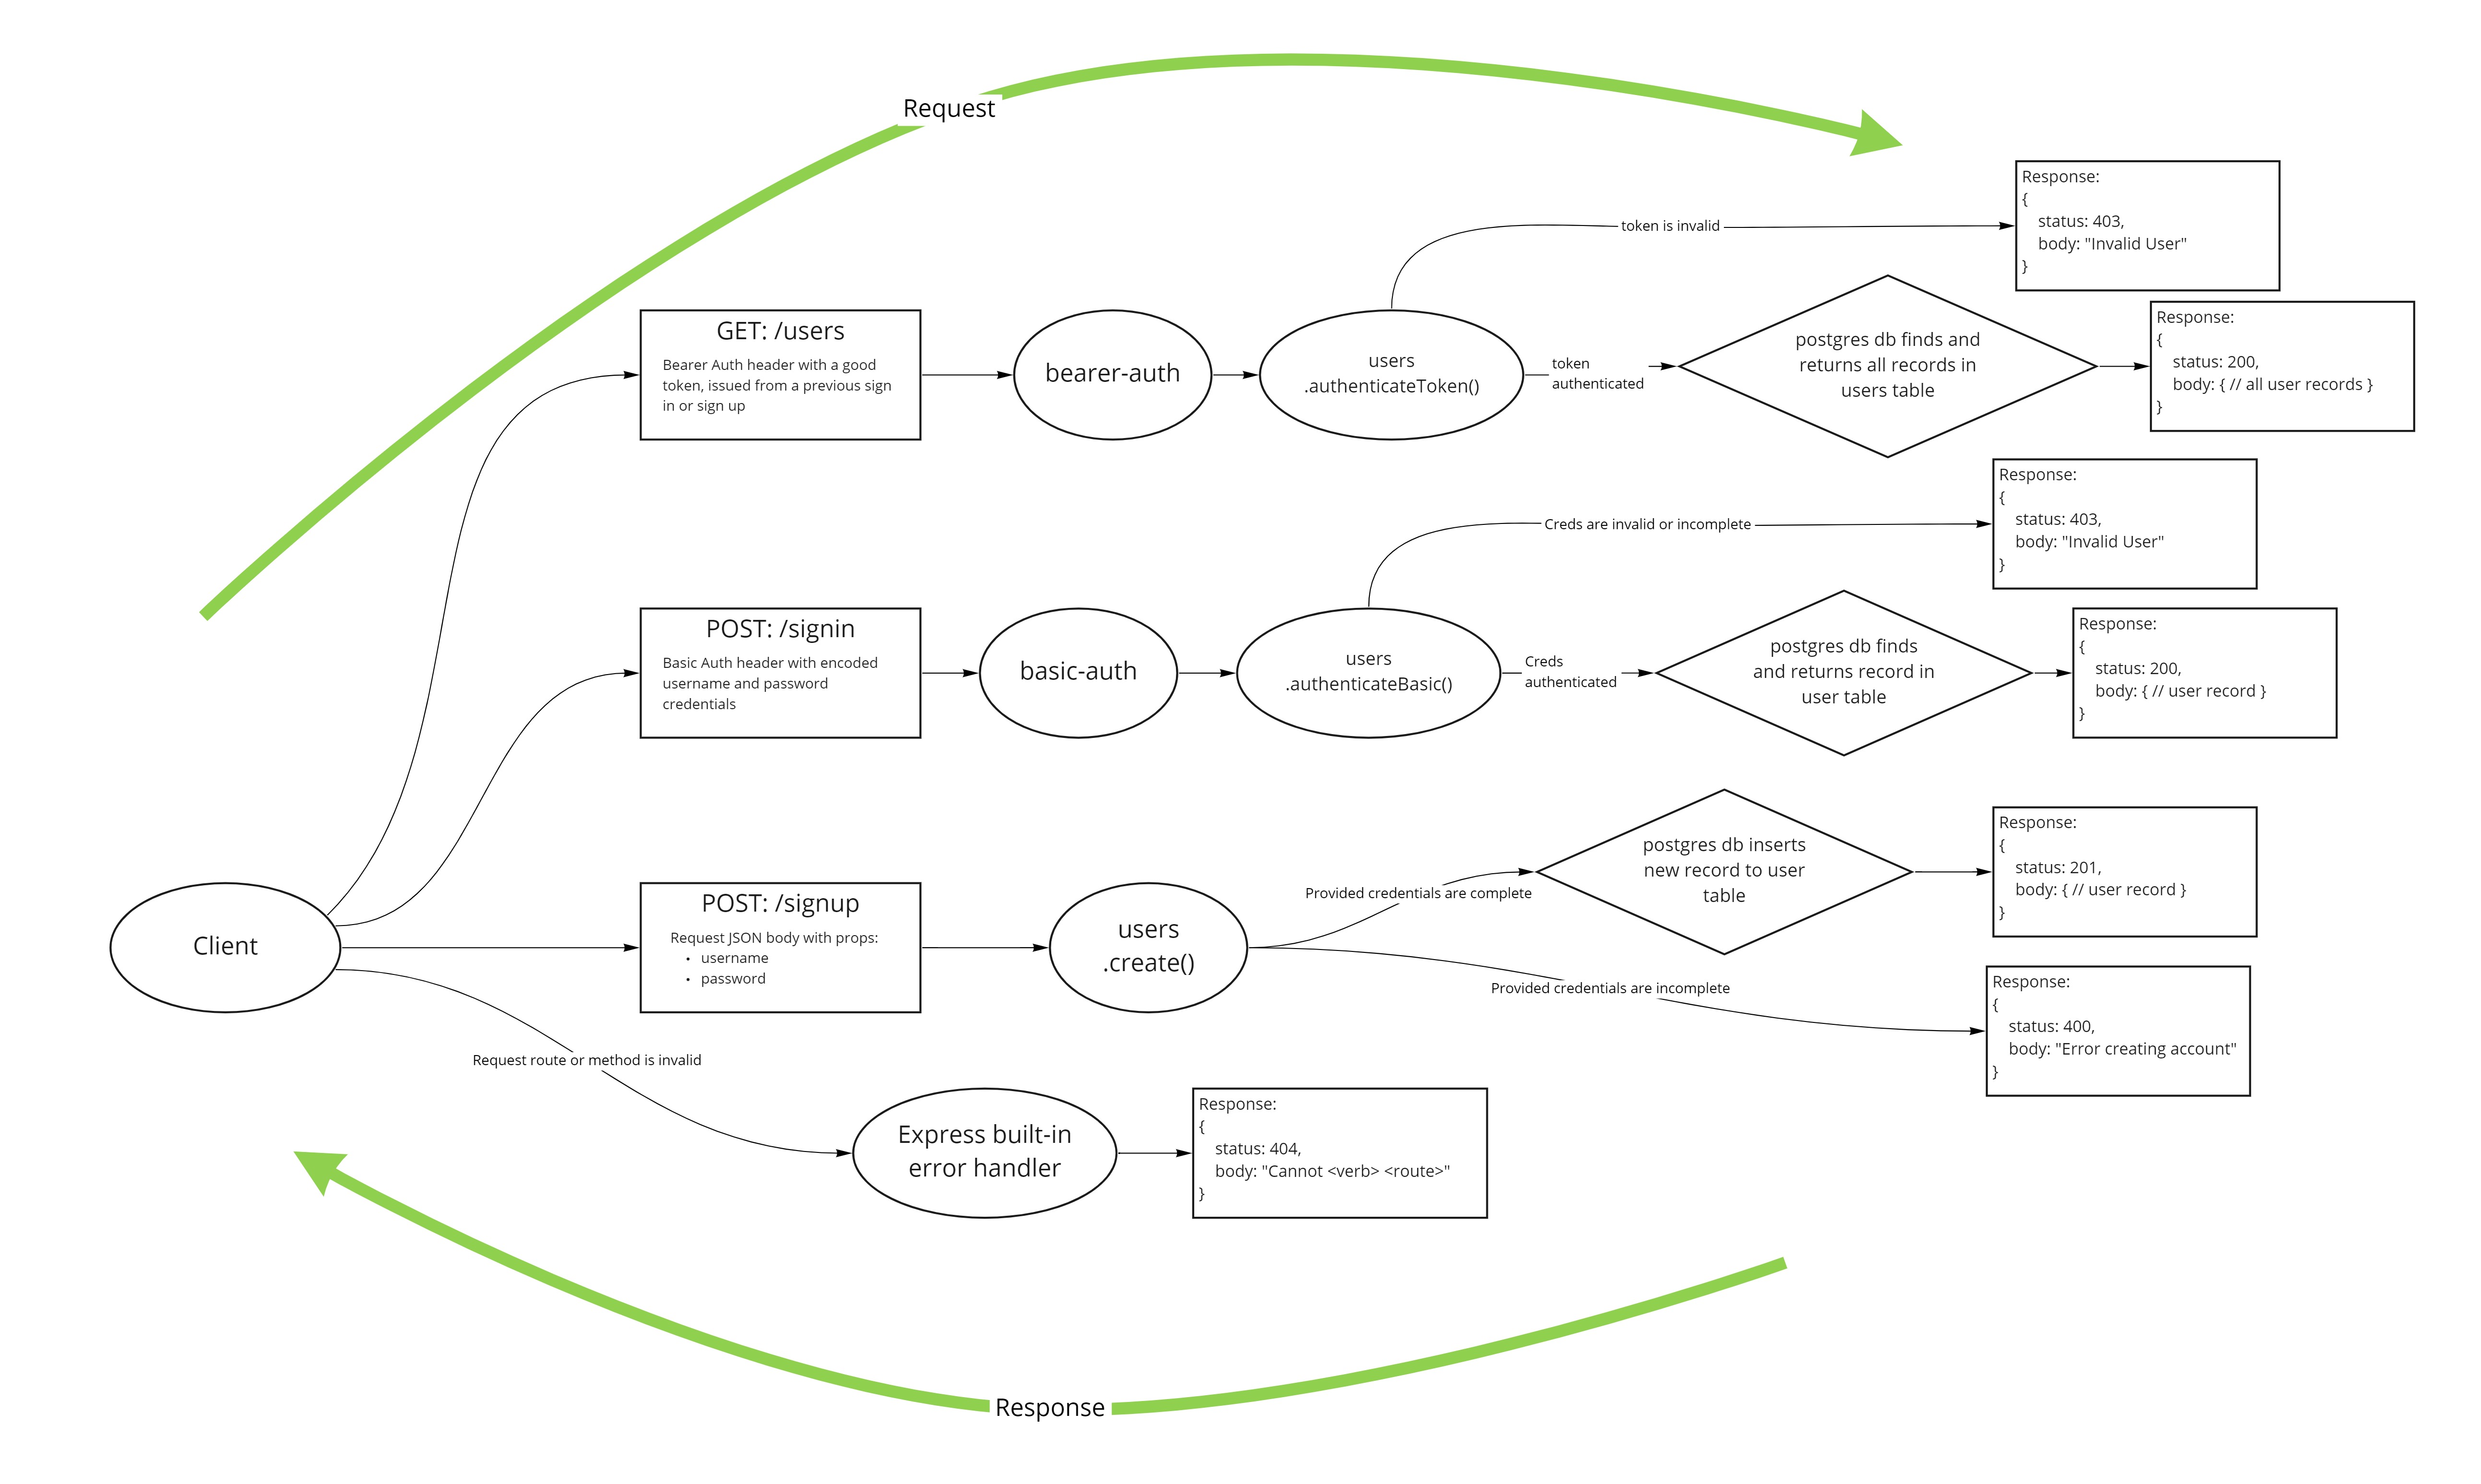 Request
Response:
{
status: 403,
body: "Invalid User"
}
token is invalid
GET: /users
Bearer Auth header with a good
token, issued from a previous sign
in or sign up
bearer-auth
users
.authenticateToken()
token
authenticated
postgres db finds and
returns all records in
users table
Response:
{
status: 200,
body: { // all user records }
}
Creds are invalid or incomplete
Response:
{
status: 403,
body: "Invalid User"
}
POST: /signin
Basic Auth header with encoded
username and password
credentials
basic-auth
users
.authenticateBasic()
Creds
authenticated
postgres db finds
and returns record in
user table
Response:
{
status: 200,
body: { // user record }
}
Client
POST: /signup
Request JSON body with props:
• username
• password
users
.create()
Provided credentials are complete
postgres db inserts
new record to user
table
Response:
{
status: 201,
body: { // user record }
}
Provided credentials are incomplete
Response:
{
status: 400,
body: "Error creating account"
}
Request route or method is invalid
Express built-in
error handler
Response:
{
status: 404,
body: "Cannot <verb> <route>"
}
Response